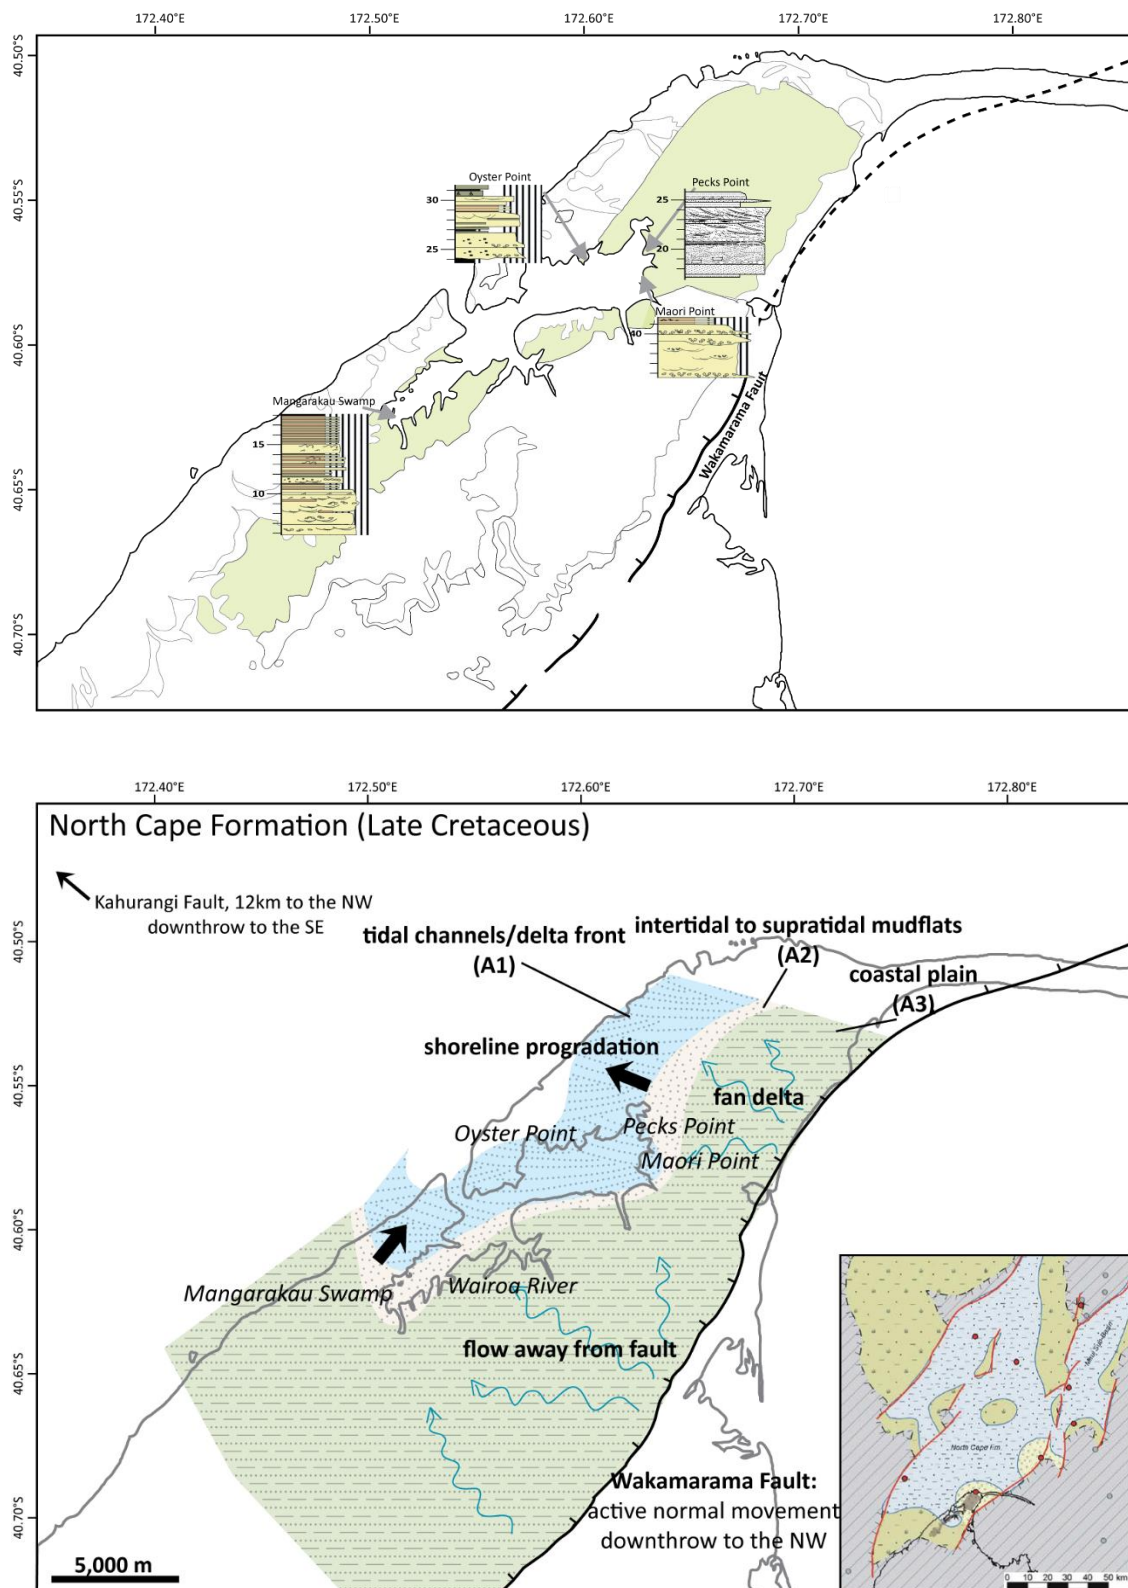 172.40°E 172.50°E 172.60°E 172.70°E 172.80°E
40.50°S
40.55°S
40.60°S
40.65°S
40.70°S
Oyster Point
30
25
Pecks Point
25
20
Maori Point
40
Mangarakau Swamp
15
10
Wakamarama Fault
172.40°E 172.50°E 172.60°E 172.70°E 172.80°E
40.50°S
40.55°S
40.60°S
40.65°S
40.70°S
North Cape Formation (Late Cretaceous)
Kahurangi Fault, 12km to the NW
downthrow to the SE
tidal channels/delta front
(A1)
intertidal to supratidal mudflats
(A2)
coastal plain
(A3)
shoreline progradation
fan delta
Oyster Point
Pecks Point
Maori Point
Mangarakau Swamp
Wairoa River
flow away from fault
Wakamarama Fault:
active normal movement
downthrow to the NW
5,000 m
North Cape Fm.
0 10 20 30 40 50 km